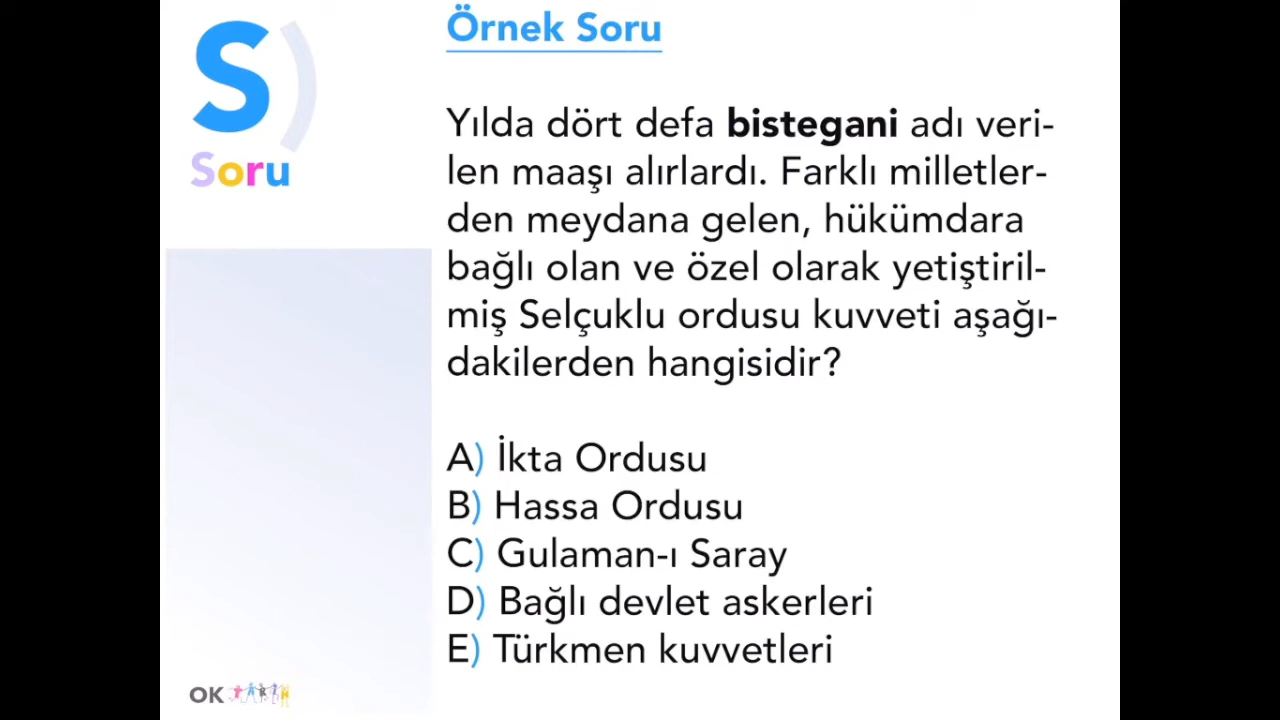 S)
Soru
Örnek Soru
Yılda dört defa bistegani adı veri-
len maaşı alırlardı. Farklı milletler-
den meydana gelen, hükümdara
bağlı olan ve özel olarak yetiştiril-
miş Selçuklu ordusu kuvveti aşağı-
dakilerden hangisidir?
A) İkta Ordusu
B) Hassa Ordusu
C) Gulaman-ı Saray
D) Bağlı devlet askerleri
E) Türkmen kuvvetleri
OK TARİH